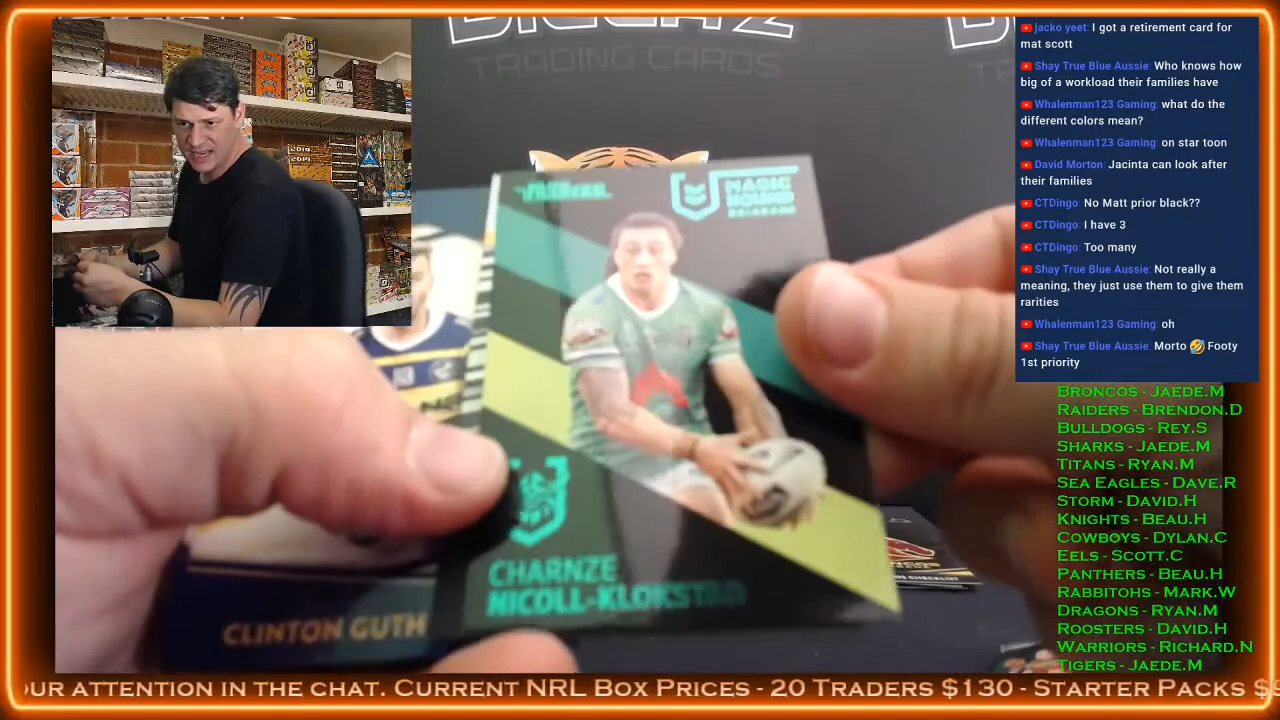 TRADING CARDS
jacko yeet: I got a retirement card for
mat scott
Shay True Blue Aussie: Who knows how
big of a workload their families have
Whalenman123 Gaming: what do the
different colors mean?
Whalenman123 Gaming: on star toon
David Morton: Jacinta can look after
their families
CTDingo: No Matt prior black??
CTDingo: I have 3
CTDingo: Too many
Shay True Blue Aussie: Not really a
meaning, they just use them to give them
rarities
Whalenman123 Gaming: oh
Shay True Blue Aussie: Morto 🤣 Footy
1st priority
MAGIC
ROUND
CHARNZE
NICOLL-KLOKSTAD
CLINTON GUTH
CHECKLIST
BRONCOS - JAEDE.M
RAIDERS - BRENDON.D
BULLDOGS - REY.S
SHARKS - JAEDE.M
TITANS - RYAN.M
SEA EAGLES - DAVE.R
STORM - DAVID.H
KNIGHTS - BEAU.H
COWBOYS - DYLAN.C
EELS - SCOTT.C
PANTHERS - BEAU.H
RABBITOHS - MARK.W
DRAGONS - RYAN.M
ROOSTERS - DAVID.H
WARRIORS - RICHARD.N
TIGERS - JAEDE.M
OUR ATTENTION IN THE CHAT. CURRENT NRL BOX PRICES - 20 TRADERS $130 - STARTER PACKS